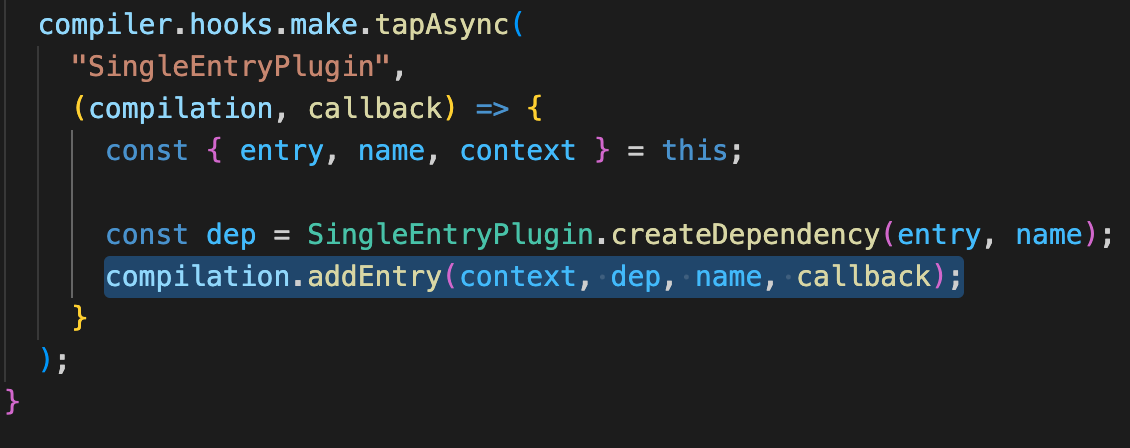 compiler.hooks.make.tapAsync(
"SingleEntryPlugin",
(compilation, callback) => {
const { entry, name, context } = this;
const dep = SingleEntryPlugin.createDependency(entry, name);
compilation.addEntry(context, dep, name, callback);
}
);
}